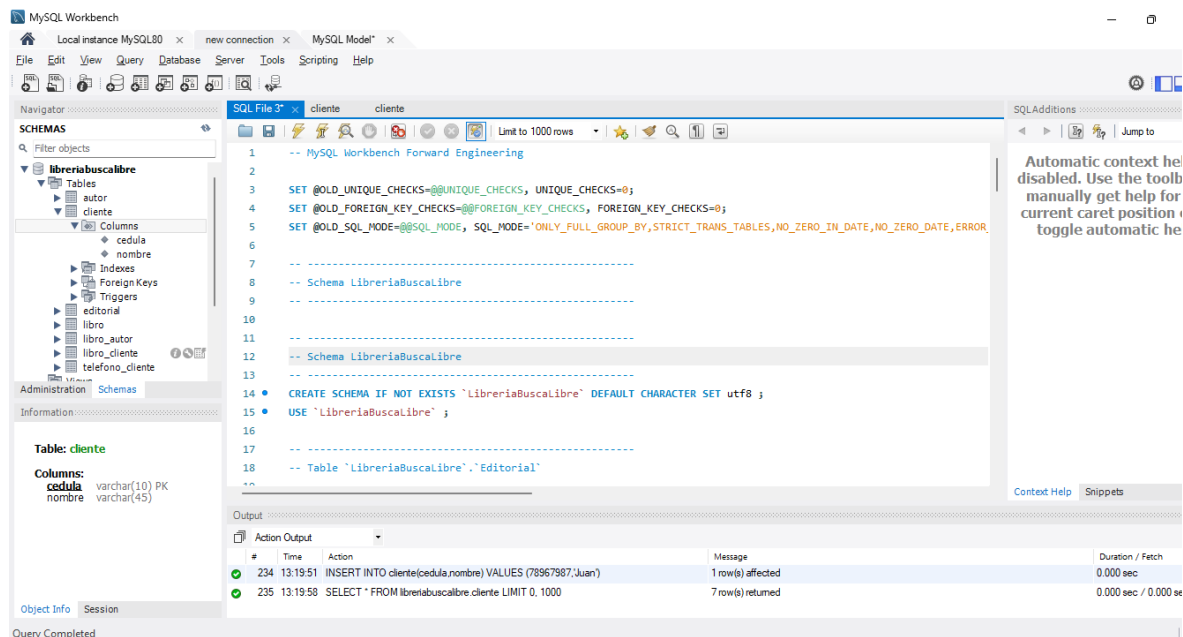 MySQL Workbench
Local instance MySQL80 × new connection × MySQL Model* ×
File Edit View Query Database Server Tools Scripting Help
Navigator
SCHEMAS
Filter objects
libreriabuscalibre
Tables
autor
cliente
Columns
cedula
nombre
Indexes
Foreign Keys
Triggers
editorial
libro
libro_autor
libro_cliente
telefono_cliente
Views
Administration Schemas
Information
Table: cliente
Columns:
cedula varchar(10) PK
nombre varchar(45)
Object Info Session
SQL File 3* × cliente cliente
Limit to 1000 rows
1 -- MySQL Workbench Forward Engineering
2
3 SET @OLD_UNIQUE_CHECKS=@@UNIQUE_CHECKS, UNIQUE_CHECKS=0;
4 SET @OLD_FOREIGN_KEY_CHECKS=@@FOREIGN_KEY_CHECKS, FOREIGN_KEY_CHECKS=0;
5 SET @OLD_SQL_MODE=@@SQL_MODE, SQL_MODE='ONLY_FULL_GROUP_BY,STRICT_TRANS_TABLES,NO_ZERO_IN_DATE,NO_ZERO_DATE,ERROR_
6
7 -- -----------------------------------------------------
8 -- Schema LibreriaBuscaLibre
9 -- -----------------------------------------------------
10
11 -- -----------------------------------------------------
12 -- Schema LibreriaBuscaLibre
13 -- -----------------------------------------------------
14 CREATE SCHEMA IF NOT EXISTS `LibreriaBuscaLibre` DEFAULT CHARACTER SET utf8 ;
15 USE `LibreriaBuscaLibre` ;
16
17 -- -----------------------------------------------------
18 -- Table `LibreriaBuscaLibre`.`Editorial`
19
SQLAdditions
Jump to
Automatic context hel
disabled. Use the toolb
manually get help for
current caret position
toggle automatic he
Context Help Snippets
Output
Action Output
# Time Action Message Duration / Fetch
234 13:19:51 INSERT INTO cliente(cedula,nombre) VALUES (78967987,'Juan') 1 row(s) affected 0.000 sec
235 13:19:58 SELECT * FROM libreriabuscalibre.cliente LIMIT 0, 1000 7 row(s) returned 0.000 sec / 0.000 se
Query Completed